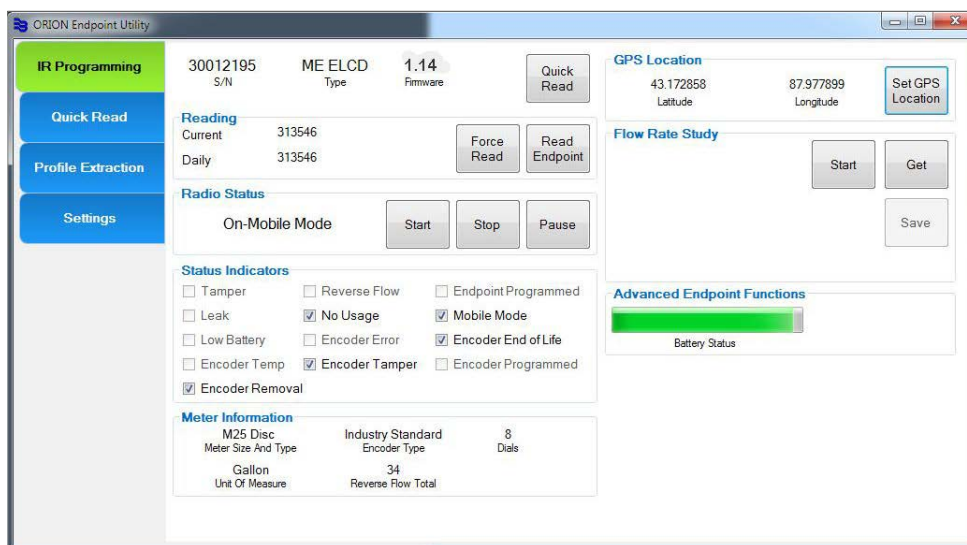 ORION Endpoint Utility
IR Programming
Quick Read
Profile Extraction
Settings
30012195 ME ELCD 1.14
S/N Type Firmware
Quick Read
Reading
Current 313546
Daily 313546
Force Read
Read Endpoint
Radio Status
On-Mobile Mode
Start Stop Pause
Status Indicators
Tamper Reverse Flow Endpoint Programmed
Leak No Usage Mobile Mode
Low Battery Encoder Error Encoder End of Life
Encoder Temp Encoder Tamper Encoder Programmed
Encoder Removal
Meter Information
M25 Disc Industry Standard 8
Meter Size And Type Encoder Type Dials
Gallon 34
Unit Of Measure Reverse Flow Total
GPS Location
43.172858 87.977899
Latitude Longitude
Set GPS Location
Flow Rate Study
Start Get
Save
Advanced Endpoint Functions
Battery Status